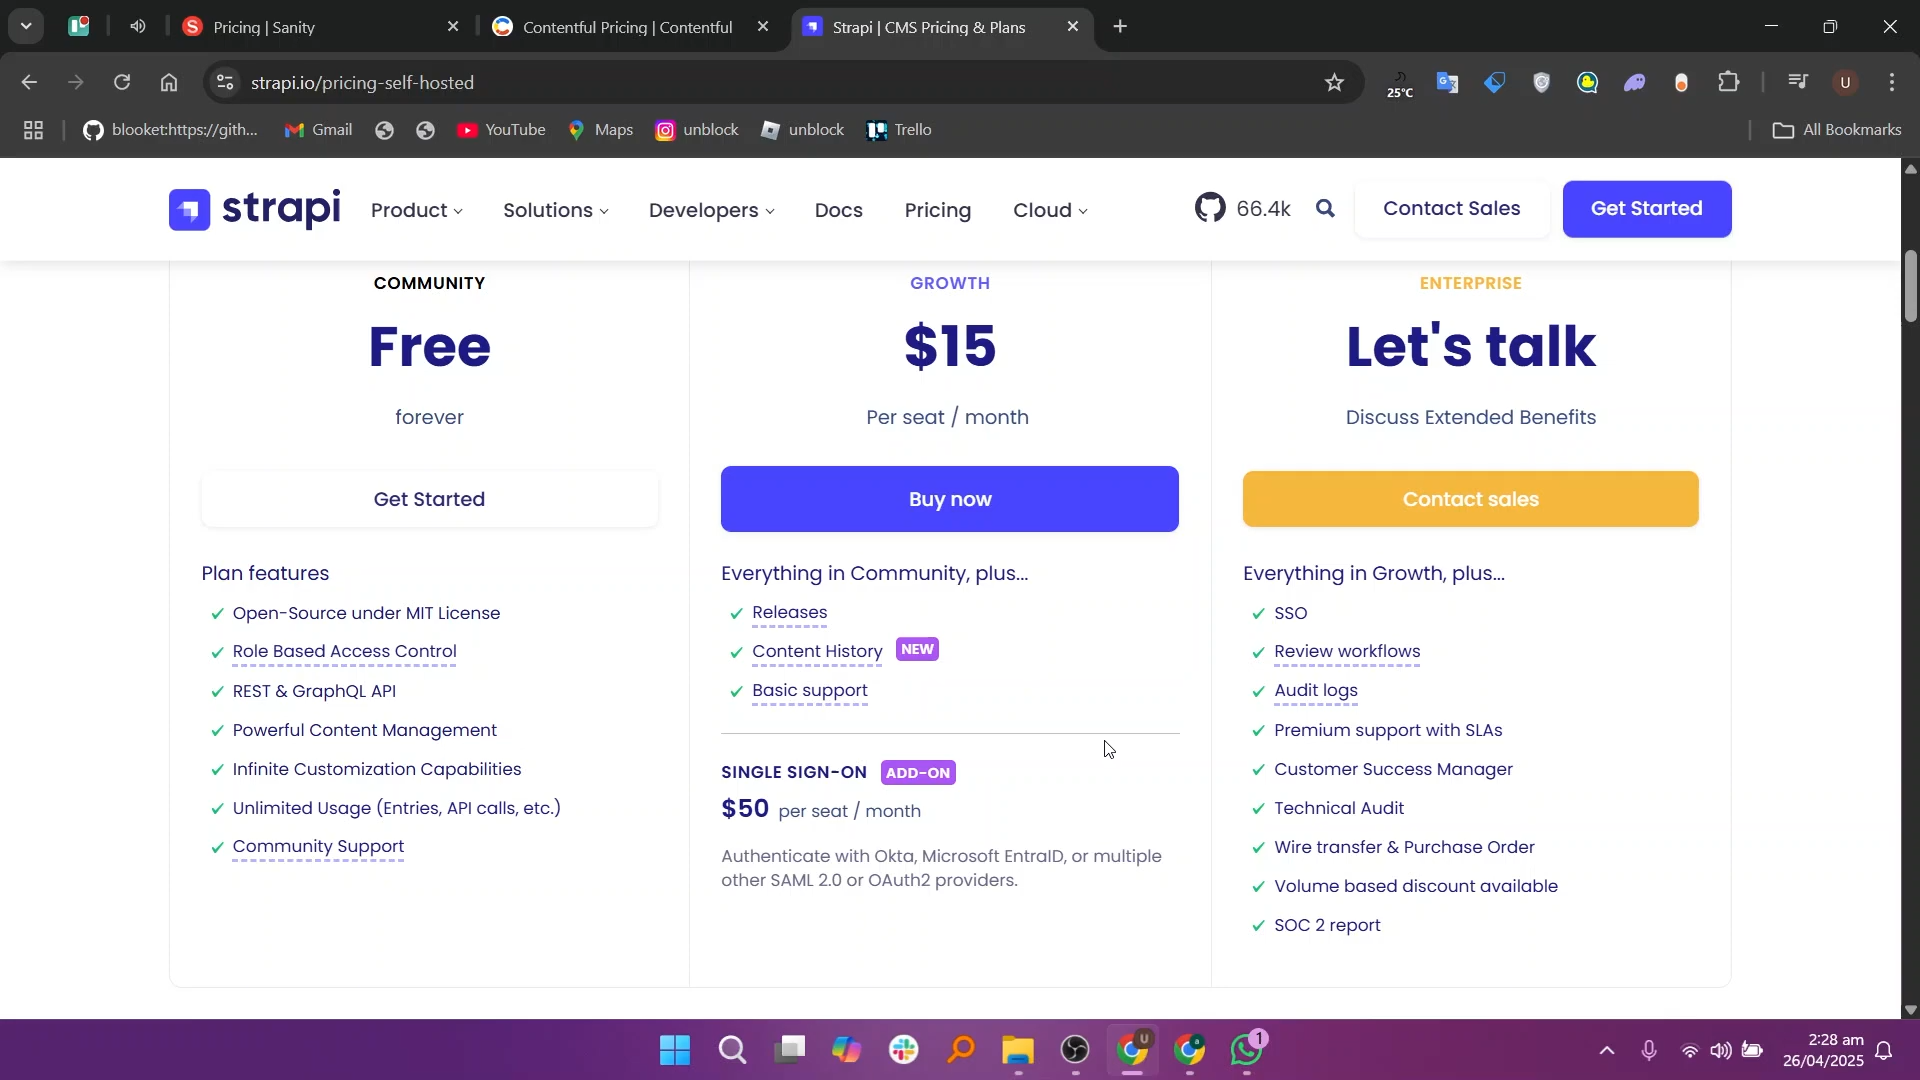 Pricing | Sanity
Contentful Pricing | Contentful
Strapi | CMS Pricing & Plans
strapi.io/pricing-self-hosted
25°C
U
blooket:https://gith...
Gmail
YouTube
Maps
unblock
unblock
Trello
All Bookmarks
strapi
Product
Solutions
Developers
Docs
Pricing
Cloud
66.4k
Contact Sales
Get Started
COMMUNITY
Free
forever
Get Started
Plan features
Open-Source under MIT License
Role Based Access Control
REST & GraphQL API
Powerful Content Management
Infinite Customization Capabilities
Unlimited Usage (Entries, API calls, etc.)
Community Support
GROWTH
$15
Per seat / month
Buy now
Everything in Community, plus...
Releases
Content History NEW
Basic support
SINGLE SIGN-ON ADD-ON
$50 per seat / month
Authenticate with Okta, Microsoft EntraID, or multiple
other SAML 2.0 or OAuth2 providers.
ENTERPRISE
Let's talk
Discuss Extended Benefits
Contact sales
Everything in Growth, plus...
SSO
Review workflows
Audit logs
Premium support with SLAs
Customer Success Manager
Technical Audit
Wire transfer & Purchase Order
Volume based discount available
SOC 2 report
U
a
1
2:28 am
26/04/2025